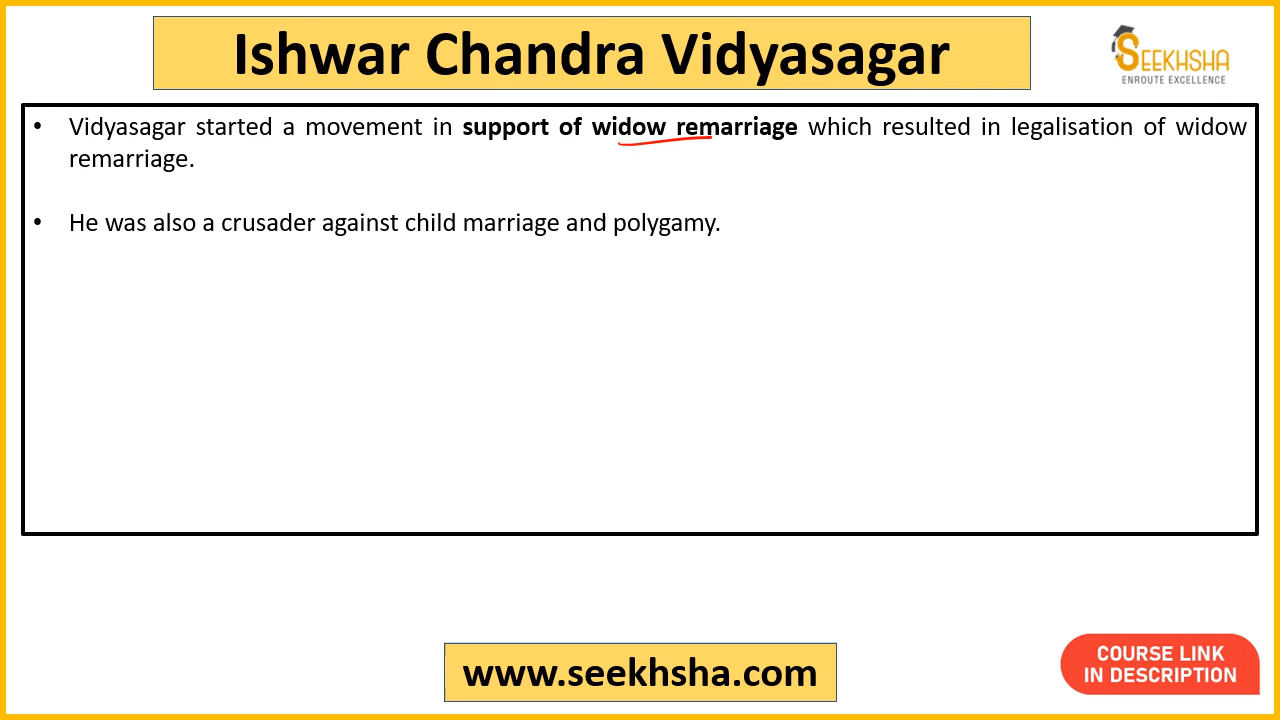 Ishwar Chandra Vidyasagar
SEEKHSHA
ENROUTE EXCELLENCE
• Vidyasagar started a movement in support of widow remarriage which resulted in legalisation of widow
remarriage.
• He was also a crusader against child marriage and polygamy.
www.seekhsha.com
COURSE LINK
IN DESCRIPTION